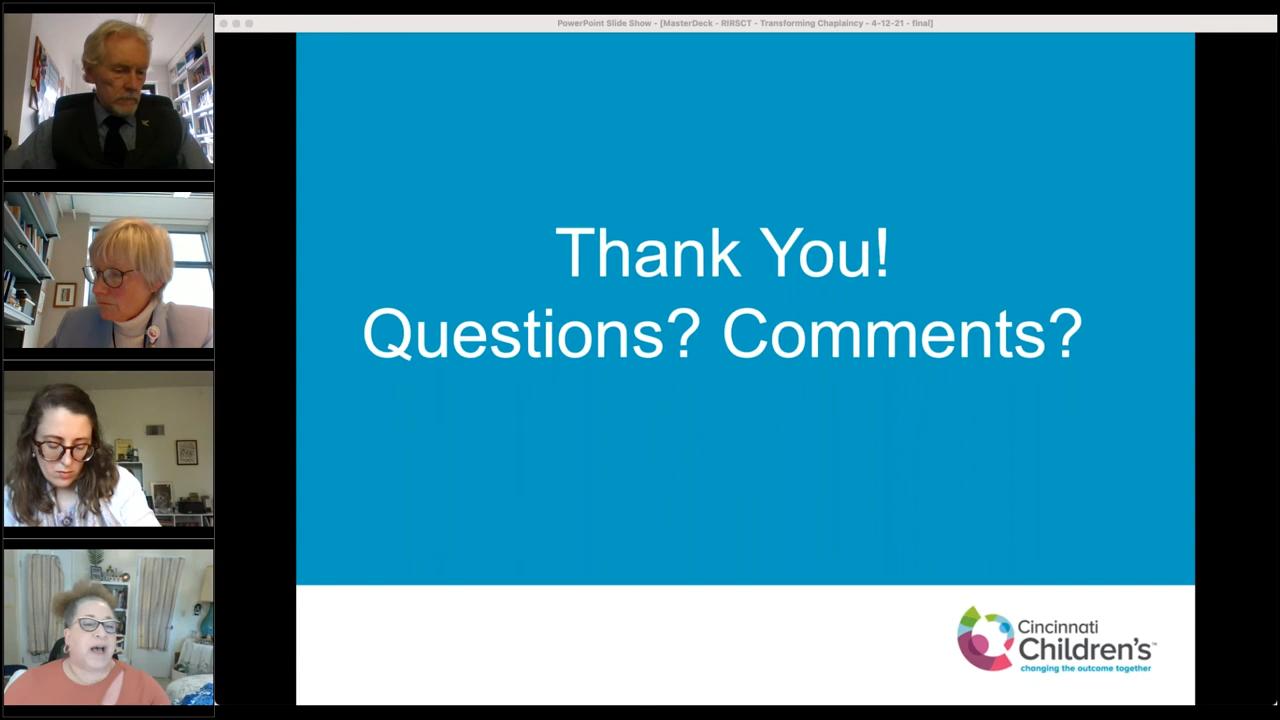 PowerPoint Slide Show - [MasterDeck - RIRSCT - Transforming Chaplaincy - 4-12-21 - final]
Thank You!
Questions? Comments?
Cincinnati
Children's™
changing the outcome together